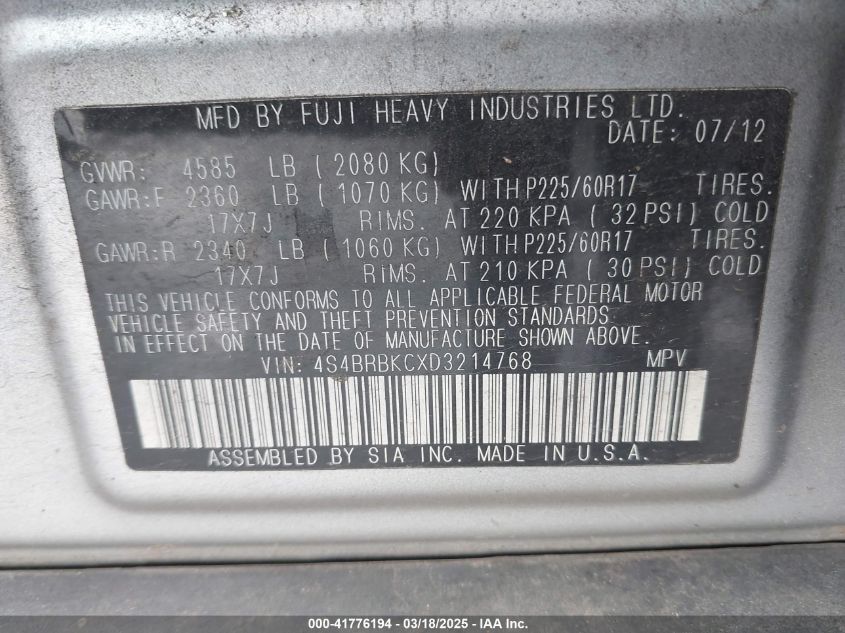 MFD BY FUJI HEAVY INDUSTRIES LTD.
DATE: 07/12
GVWR: 4585 LB ( 2080 KG)
GAWR:F 2360 LB ( 1070 KG) WITH P225/60R17 TIRES.
17X7J RIMS. AT 220 KPA ( 32 PSI) COLD
GAWR:R 2340 LB ( 1060 KG) WITH P225/60R17 TIRES.
17X7J RIMS. AT 210 KPA ( 30 PSI) COLD
THIS VEHICLE CONFORMS TO ALL APPLICABLE FEDERAL MOTOR
VEHICLE SAFETY AND THEFT PREVENTION STANDARDS
IN EFFECT ON THE DATE OF MANUFACTURE SHOWN ABOVE.
VIN: 4S4BRBKCXD3214768 MPV
ASSEMBLED BY SIA INC. MADE IN U.S.A.
000-41776194 - 03/18/2025 - IAA Inc.